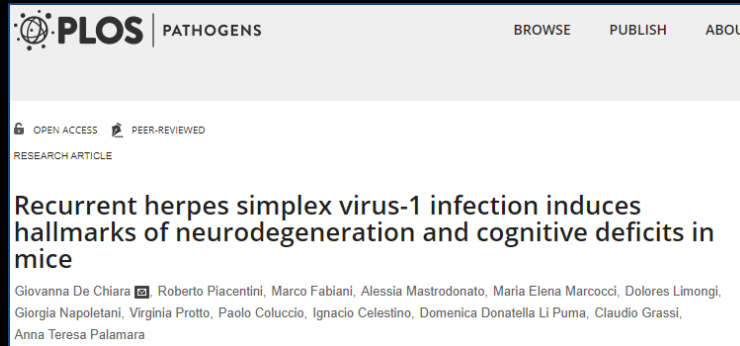 PLOS PATHOGENS BROWSE PUBLISH
OPEN ACCESS PEER-REVIEWED
RESEARCH ARTICLE
Recurrent herpes simplex virus-1 infection induces
hallmarks of neurodegeneration and cognitive deficits in
mice
Giovanna De Chiara, Roberto Piacentini, Marco Fabiani, Alessia Mastrodonato, Maria Elena Marcocci, Dolores Limongi,
Giorgia Napoletani, Virginia Protto, Paolo Coluccio, Ignacio Celestino, Domenica Donatella Li Puma, Claudio Grassi,
Anna Teresa Palamara